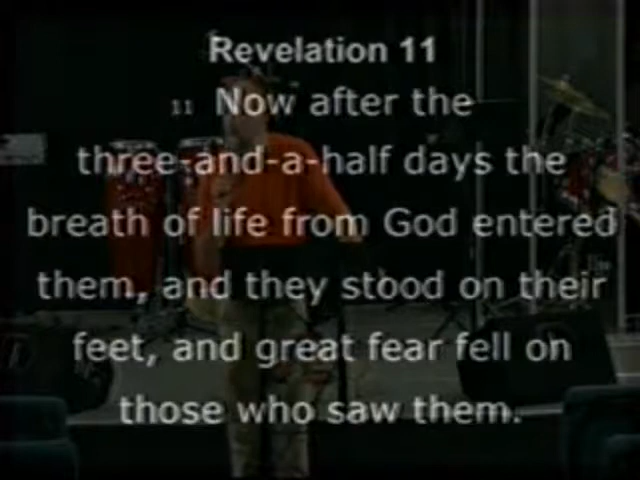 Revelation 11
11 Now after the
three-and-a-half days the
breath of life from God entered
them, and they stood on their
feet, and great fear fell on
those who saw them.